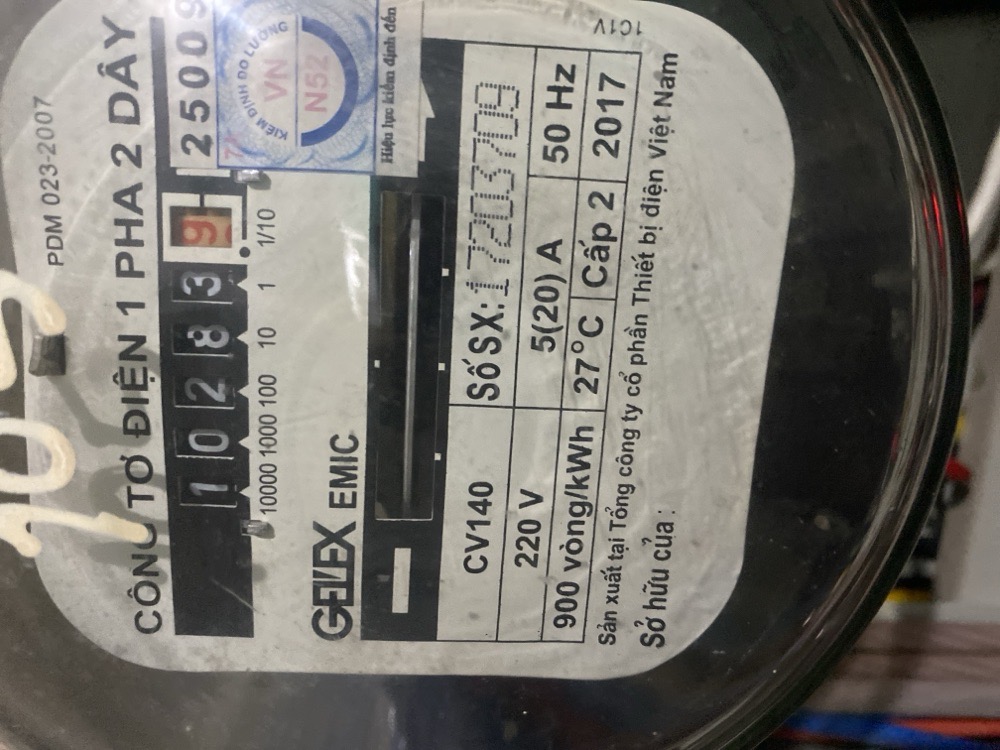 PDM 023-2007
CÔNG TƠ ĐIỆN 1 PHA 2 DÂY
1 0 2 8 3 9
25009
10000 1000 100 10 1 1/10
KIỂM ĐỊNH ĐO LƯỜNG
VN
N52
77
Hiệu lực kiểm định đến
GELEX EMIC
CV140 Số SX: 17203709
220 V 5(20) A 50 Hz
900 vòng/kWh 27°C Cấp 2 2017
Sản xuất tại Tổng công ty cổ phần Thiết bị điện Việt Nam
Sở hữu của :
1C1V